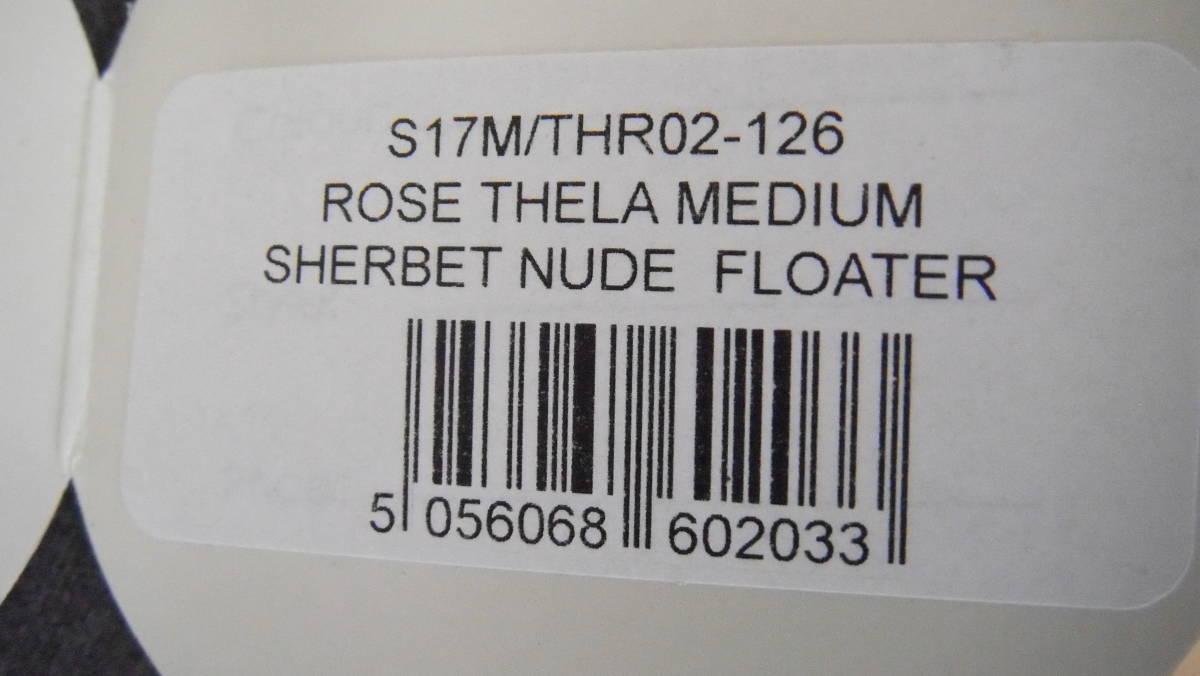 S17M/THR02-126
ROSE THELA MEDIUM
SHERBET NUDE  FLOATER
5 056068 602033